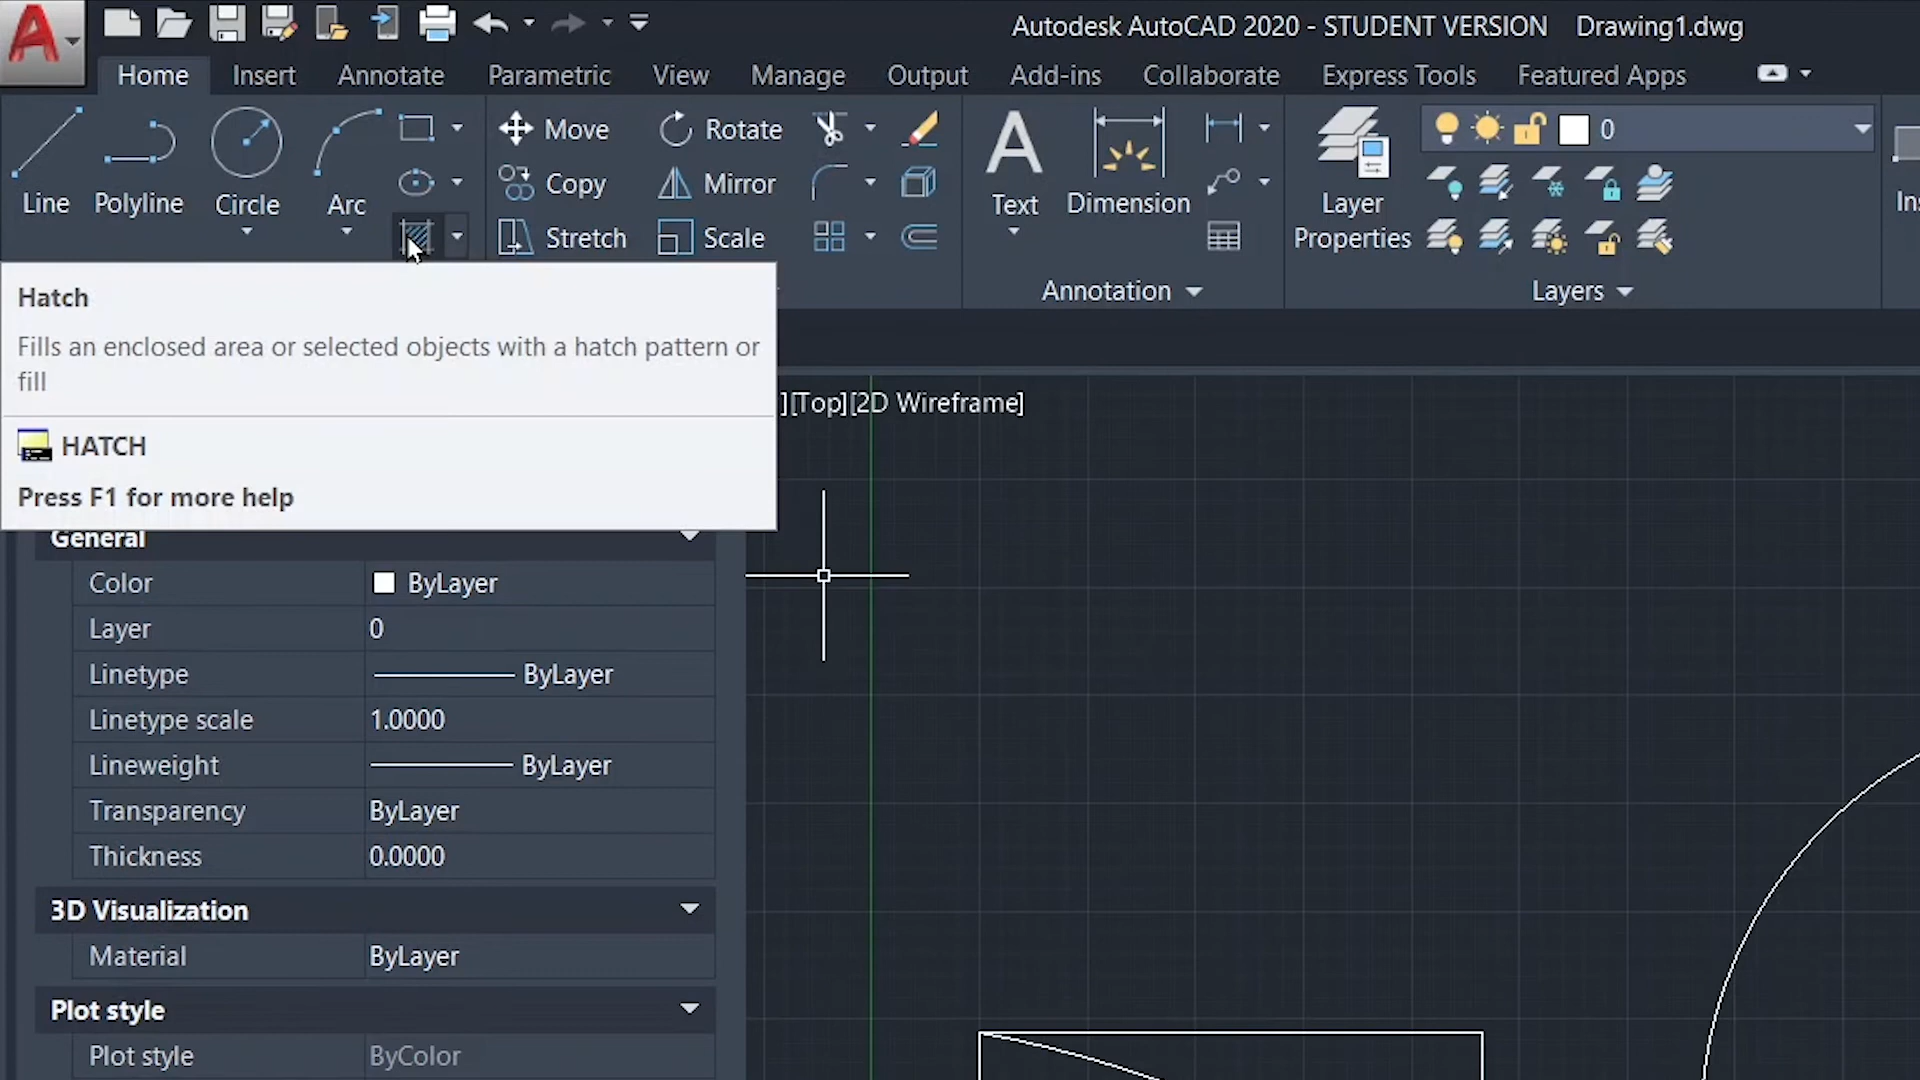 Autodesk AutoCAD 2020 - STUDENT VERSION Drawing1.dwg
Home Insert Annotate Parametric View Manage Output Add-ins Collaborate Express Tools Featured Apps
Line Polyline Circle Arc
Move Rotate
Copy Mirror
Stretch Scale
Text Dimension
Annotation
Layer
Properties
0
Layers
Hatch
Fills an enclosed area or selected objects with a hatch pattern or
fill
HATCH
Press F1 for more help
][Top][2D Wireframe]
General
Color ByLayer
Layer 0
Linetype ByLayer
Linetype scale 1.0000
Lineweight ByLayer
Transparency ByLayer
Thickness 0.0000
3D Visualization
Material ByLayer
Plot style
Plot style ByColor